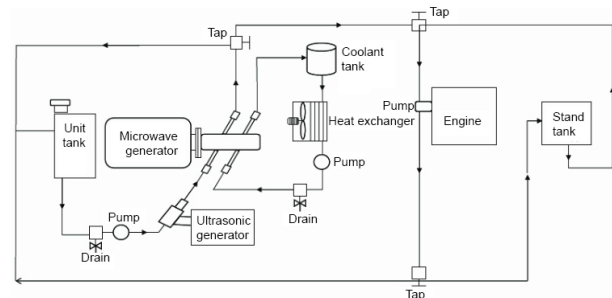 Tap
Tap
Coolant
tank
Unit
tank
Microwave
generator
Heat exchanger
Pump
Engine
Stand
tank
Pump
Pump
Ultrasonic
generator
Drain
Drain
Tap